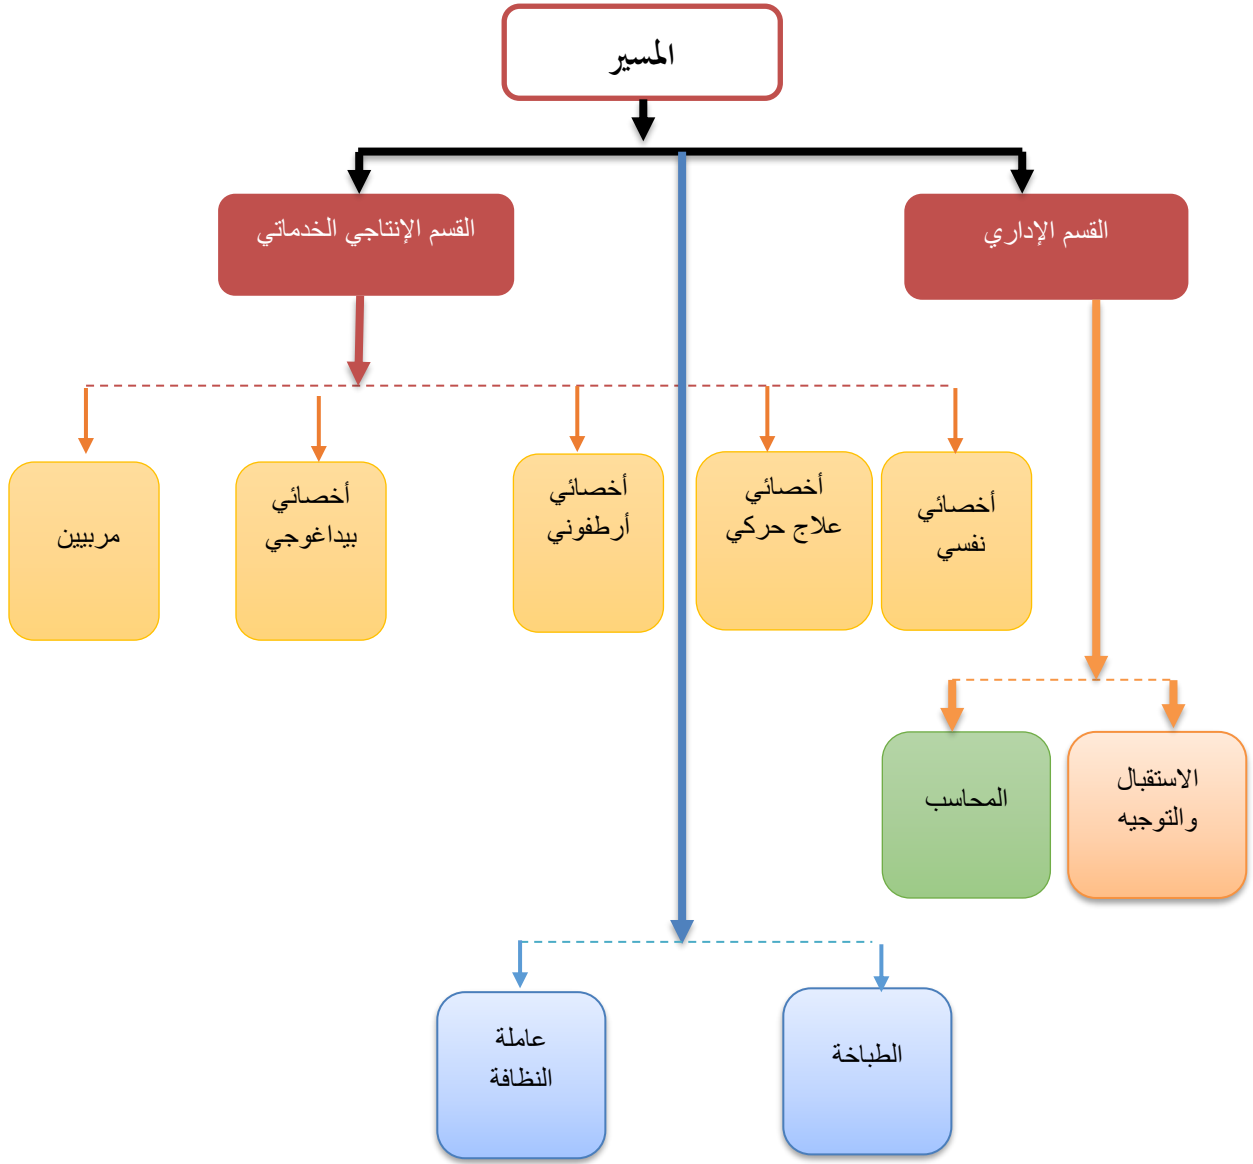 المسير
القسم الإداري
القسم الإنتاجي الخدماتي
أخصائي
نفسي
أخصائي
علاج حركي
أخصائي
أرطفوني
أخصائي
بيداغوجي
مربيين
الاستقبال
والتوجيه
المحاسب
الطباخة
عاملة
النظافة